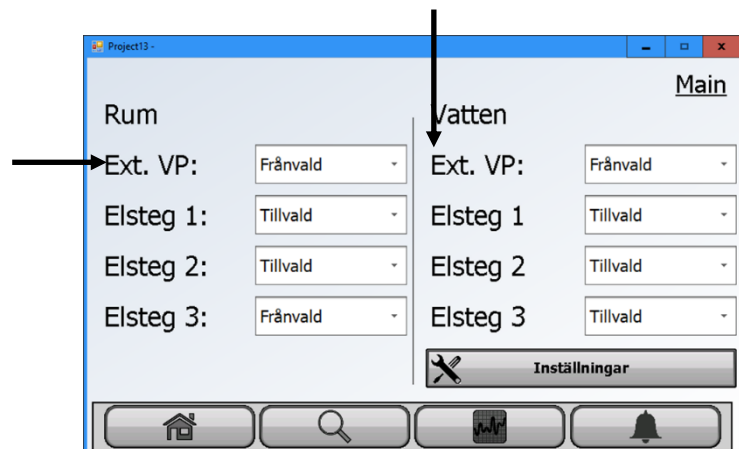 Project13 -
Main
Rum
Vatten
Ext. VP: Frånvald
Ext. VP: Frånvald
Elsteg 1: Tillvald
Elsteg 1 Tillvald
Elsteg 2: Tillvald
Elsteg 2 Tillvald
Elsteg 3: Frånvald
Elsteg 3 Tillvald
Inställningar